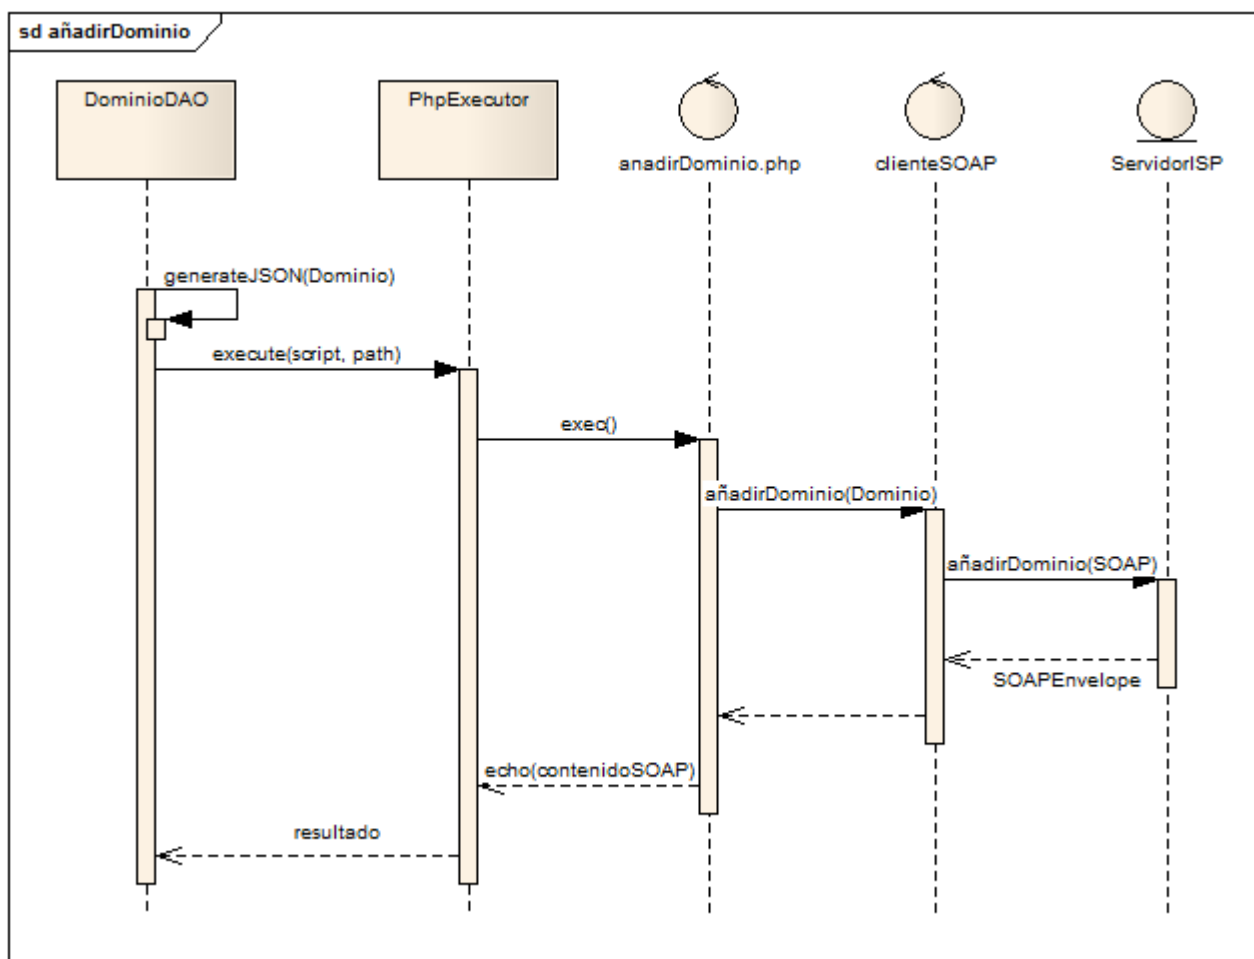 sd añadirDominio
DominioDAO
PhpExecutor
anadirDominio.php
clienteSOAP
ServidorISP
generateJSON(Dominio)
execute(script, path)
exec()
añadirDominio(Dominio)
añadirDominio(SOAP)
SOAPEnvelope
echo(contenidoSOAP)
resultado